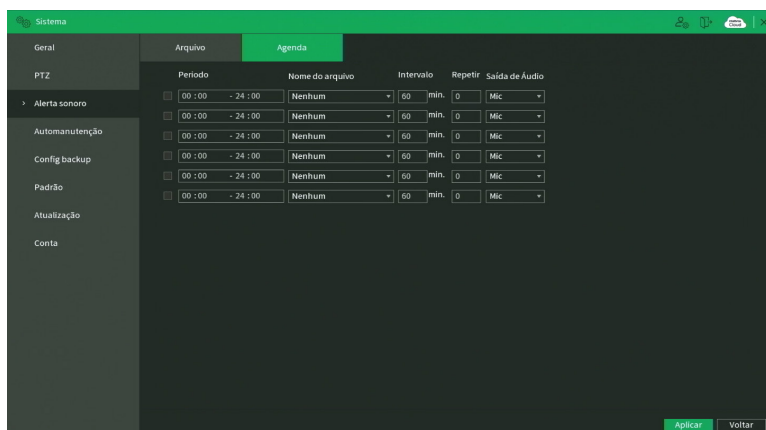 Sistema
Cloud
Geral
PTZ
Alerta sonoro
Automanutenção
Config backup
Padrão
Atualização
Conta
Arquivo Agenda
Periodo Nome do arquivo Intervalo Repetir Saída de Áudio
00 : 00 - 24 : 00 Nenhum 60 min. 0 Mic
00 : 00 - 24 : 00 Nenhum 60 min. 0 Mic
00 : 00 - 24 : 00 Nenhum 60 min. 0 Mic
00 : 00 - 24 : 00 Nenhum 60 min. 0 Mic
00 : 00 - 24 : 00 Nenhum 60 min. 0 Mic
00 : 00 - 24 : 00 Nenhum 60 min. 0 Mic
Aplicar Voltar